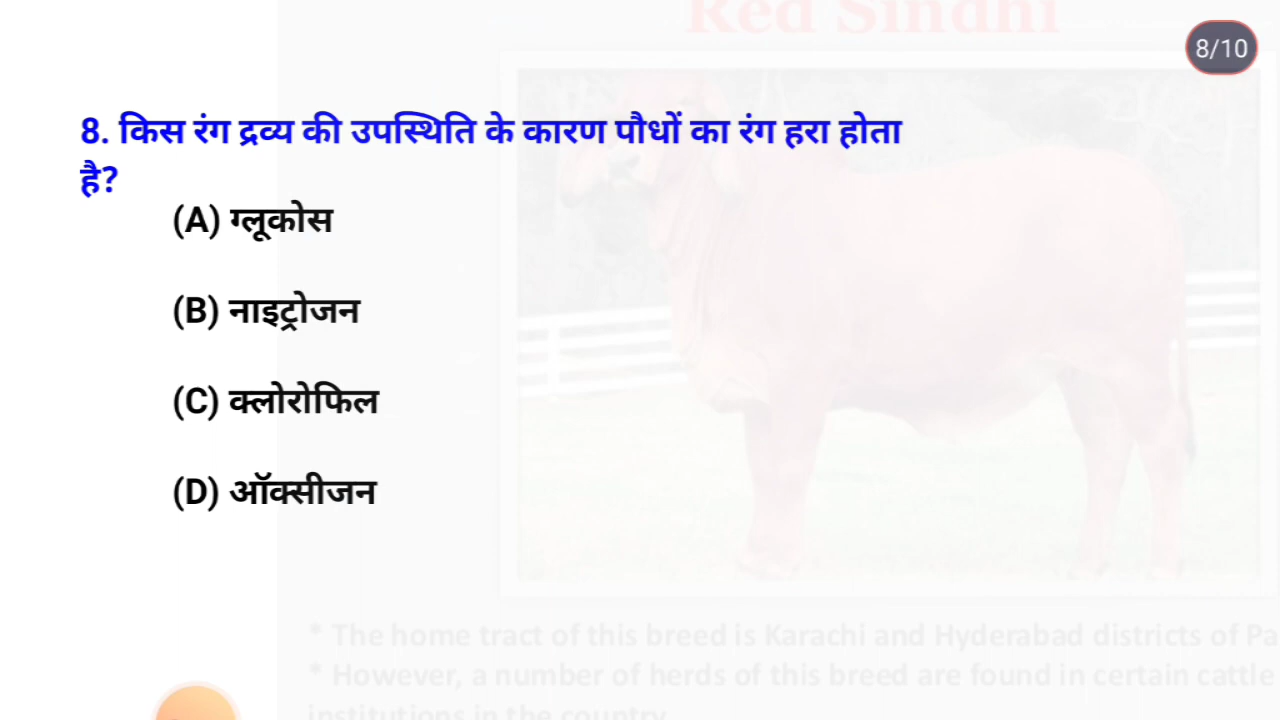 Red Sindhi
8/10
8. किस रंग द्रव्य की उपस्थिति के कारण पौधों का रंग हरा होता
है?
(A) ग्लूकोस
(B) नाइट्रोजन
(C) क्लोरोफिल
(D) ऑक्सीजन
* The home tract of this breed is Karachi and Hyderabad districts of Pa
* However, a number of herds of this breed are found in certain cattle
institutions in the country